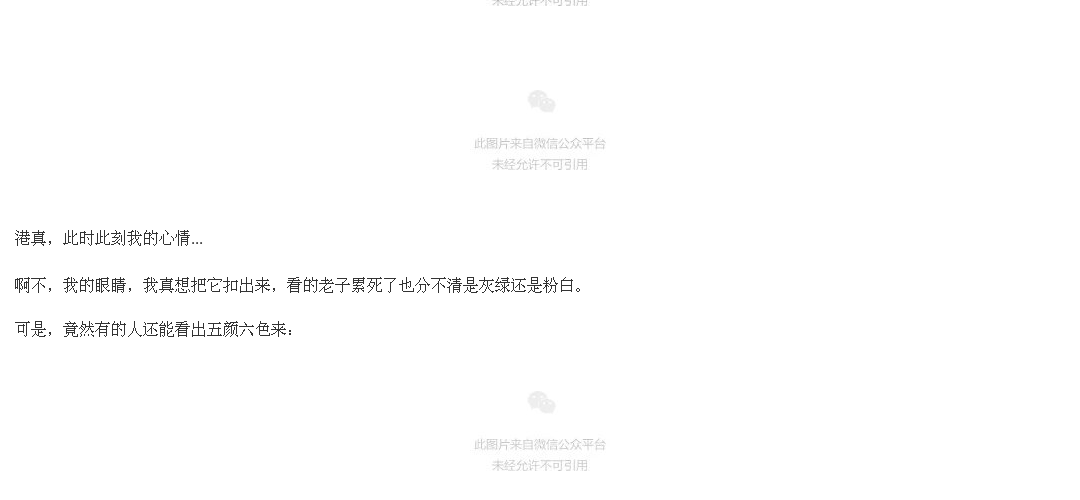 未经允许不可引用
此图片来自微信公众平台
未经允许不可引用
港真，此时此刻我的心情...
啊不，我的眼睛，我真想把它扣出来，看的老子累死了也分不清是灰绿还是粉白。
可是，竟然有的人还能看出五颜六色来：
此图片来自微信公众平台
未经允许不可引用